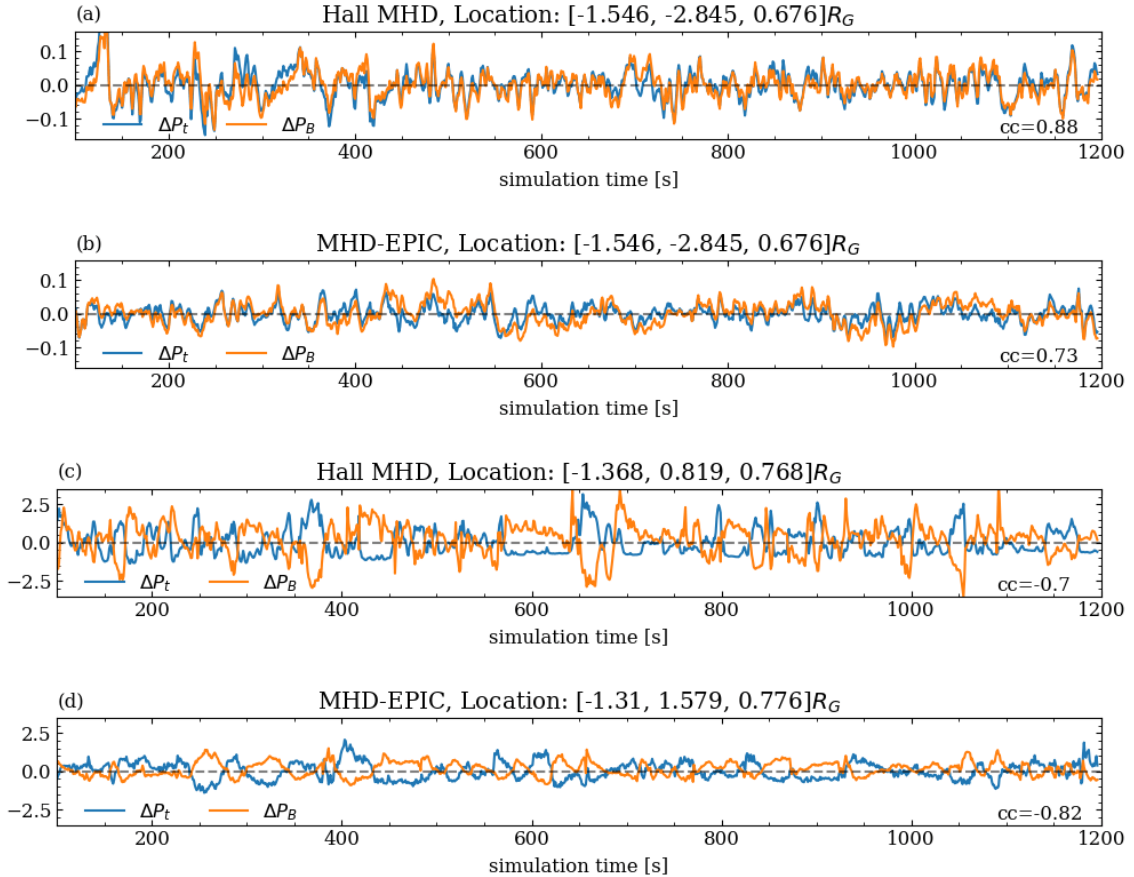 (a) Hall MHD, Location: [-1.546, -2.845, 0.676]R_G
0.1
0.0
−0.1
ΔP_t ΔP_B cc=0.88
200 400 600 800 1000 1200
simulation time [s]
(b) MHD-EPIC, Location: [-1.546, -2.845, 0.676]R_G
0.1
0.0
−0.1
ΔP_t ΔP_B cc=0.73
200 400 600 800 1000 1200
simulation time [s]
(c) Hall MHD, Location: [-1.368, 0.819, 0.768]R_G
2.5
0.0
−2.5
ΔP_t ΔP_B cc=-0.7
200 400 600 800 1000 1200
simulation time [s]
(d) MHD-EPIC, Location: [-1.31, 1.579, 0.776]R_G
2.5
0.0
−2.5
ΔP_t ΔP_B cc=-0.82
200 400 600 800 1000 1200
simulation time [s]